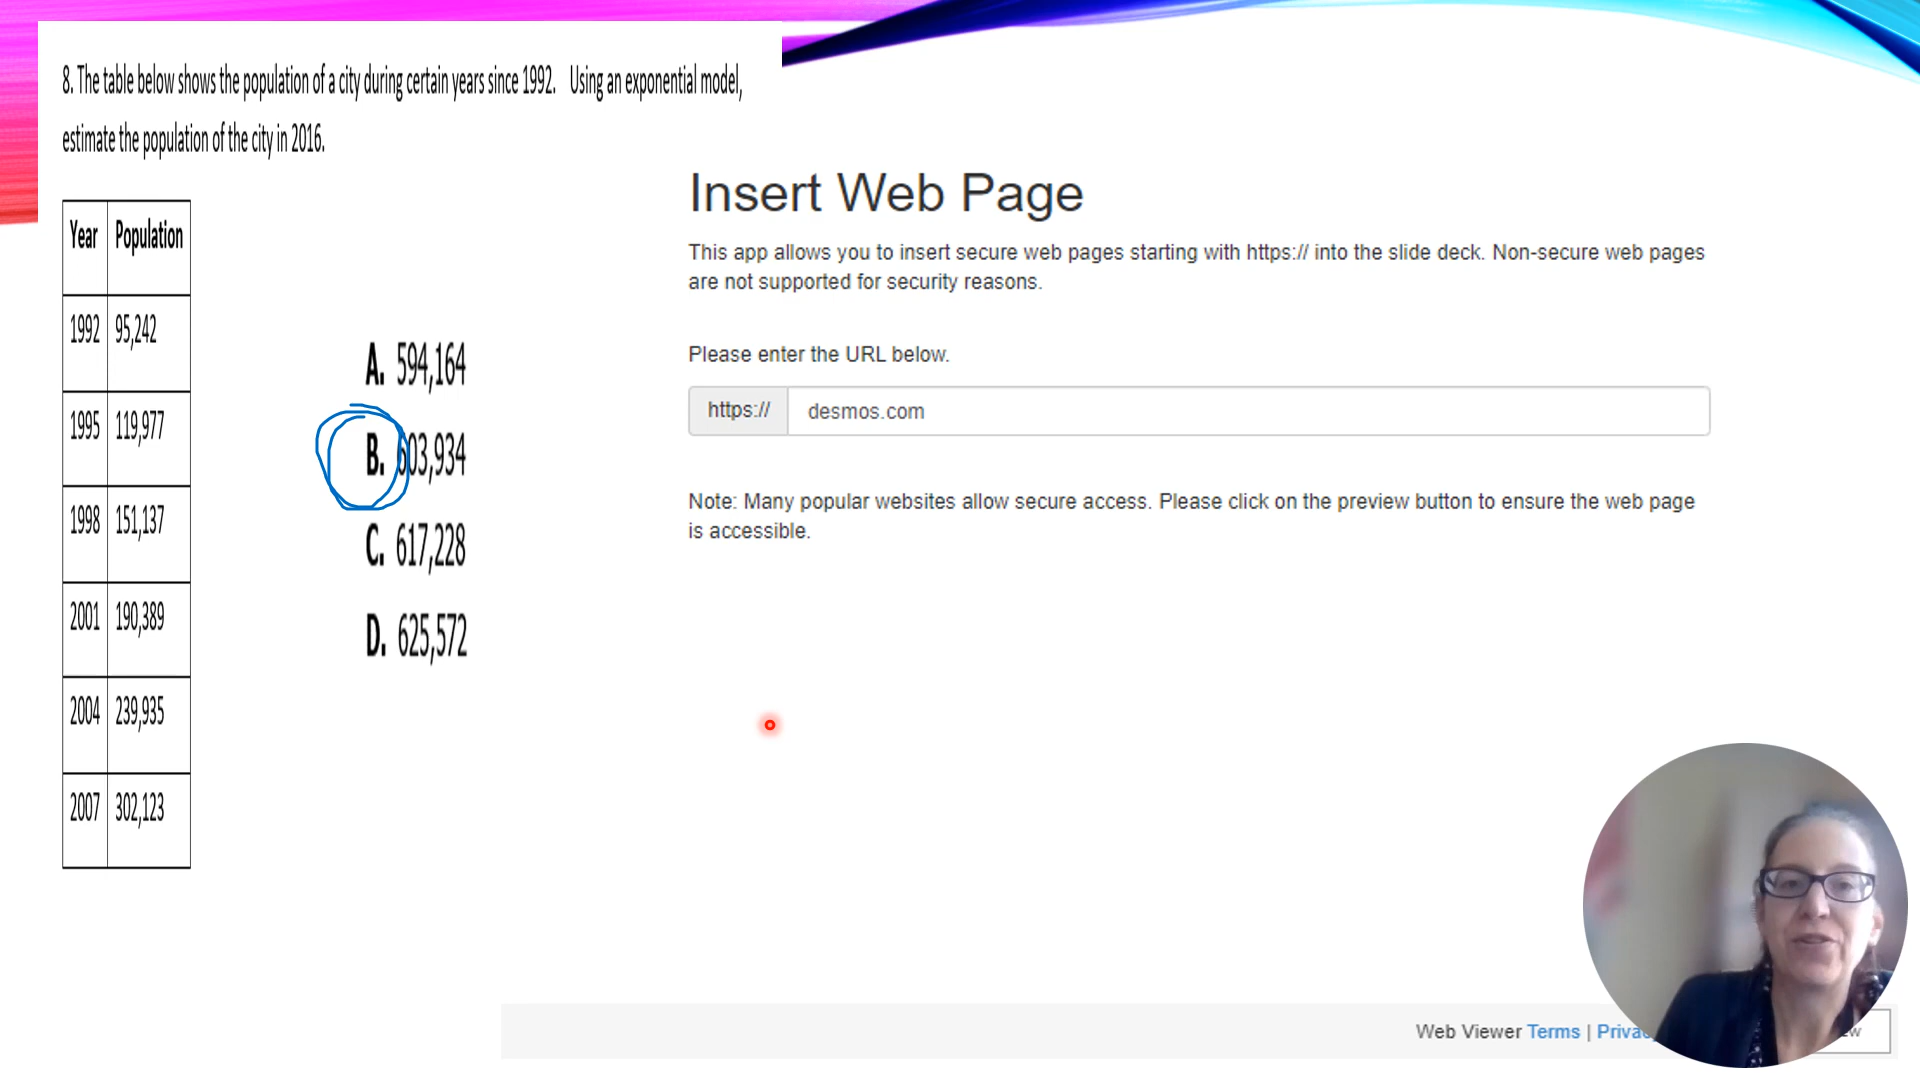 8. The table below shows the population of a city during certain years since 1992. Using an exponential model,
estimate the population of the city in 2016.
Year Population
1992 95,242
1995 119,977
1998 151,137
2001 190,389
2004 239,935
2007 302,123
A. 594,164
B. 603,934
C. 617,228
D. 625,572
Insert Web Page
This app allows you to insert secure web pages starting with https:// into the slide deck. Non-secure web pages
are not supported for security reasons.
Please enter the URL below.
https:// desmos.com
Note: Many popular websites allow secure access. Please click on the preview button to ensure the web page
is accessible.
Web Viewer Terms |